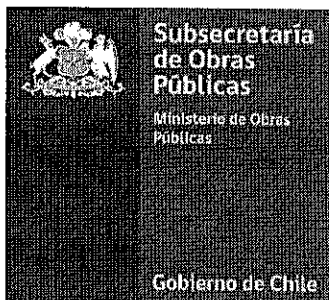 Subsecretaría
de Obras
Públicas
Ministerio de Obras
Públicas
Gobierno de Chile